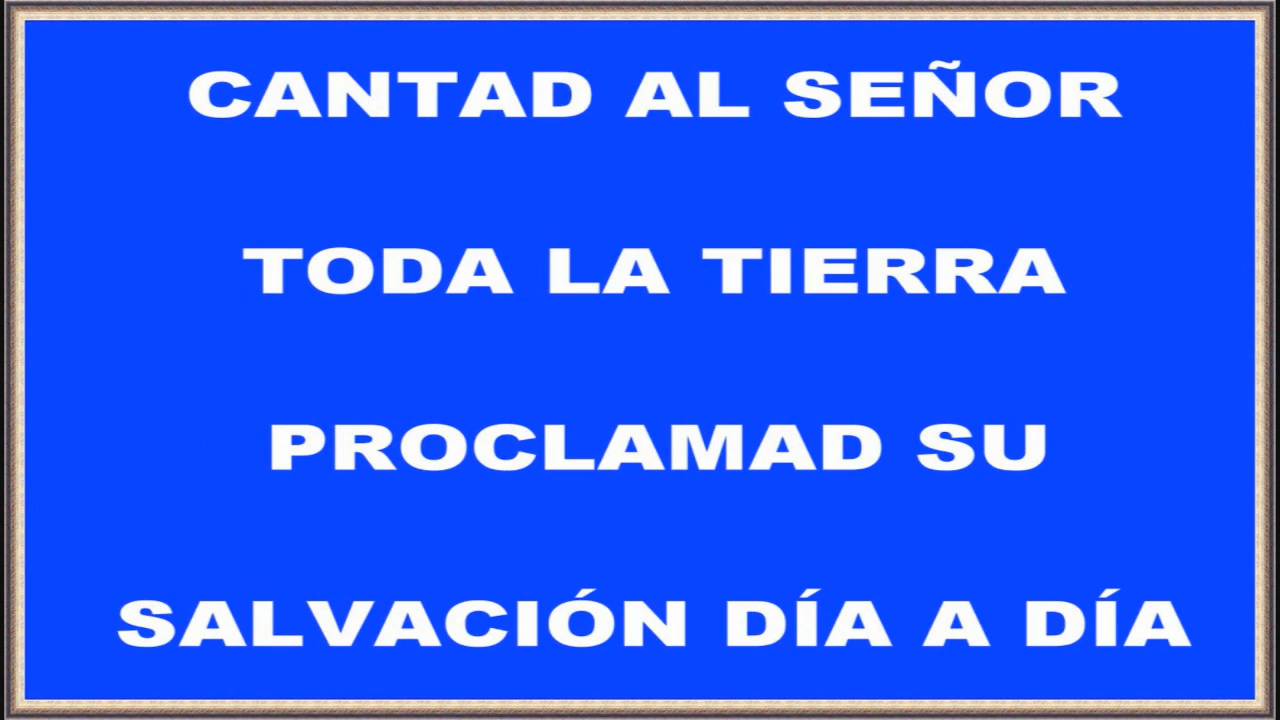 CANTAD AL SEÑOR
TODA LA TIERRA
PROCLAMAD SU
SALVACIÓN DÍA A DÍA